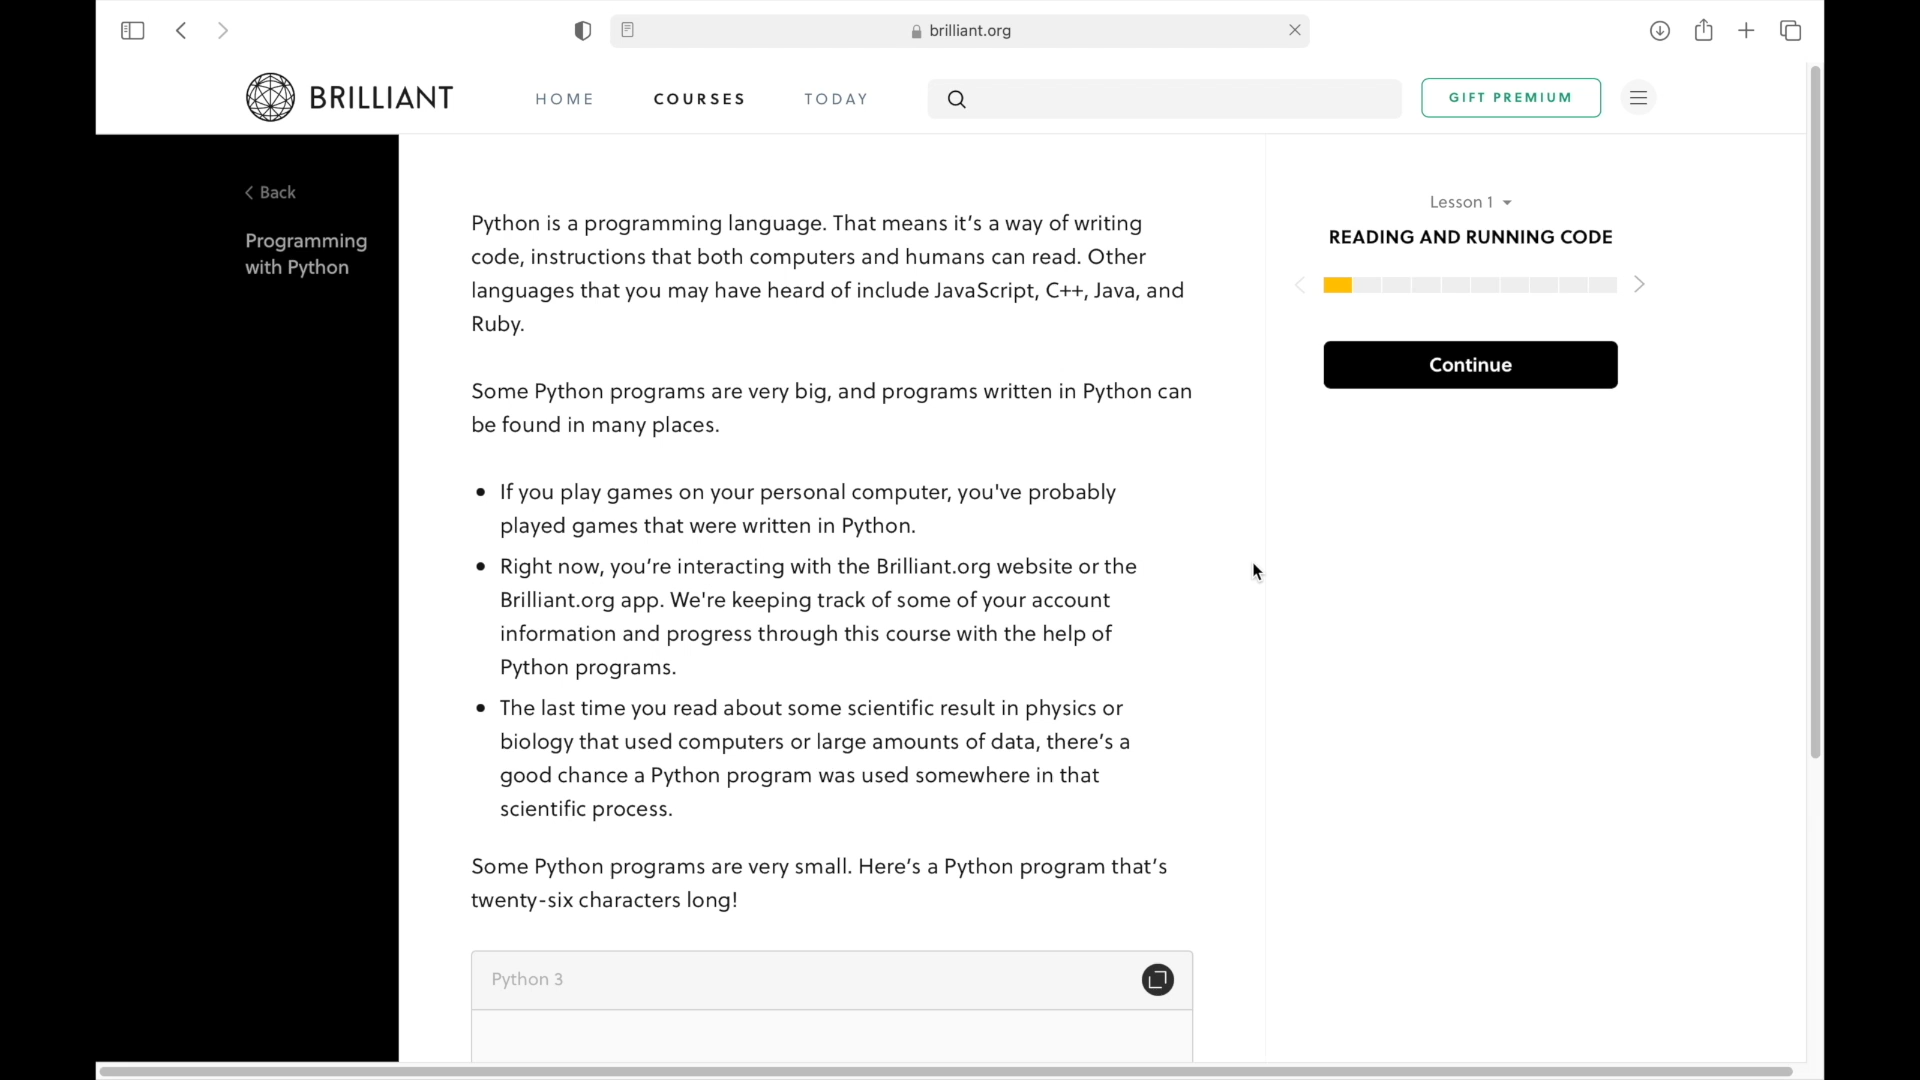 brilliant.org
BRILLIANT
HOME
COURSES
TODAY
GIFT PREMIUM
Back
Programming
with Python
Python is a programming language. That means it’s a way of writing
code, instructions that both computers and humans can read. Other
languages that you may have heard of include JavaScript, C++, Java, and
Ruby.
Some Python programs are very big, and programs written in Python can
be found in many places.
• If you play games on your personal computer, you've probably
played games that were written in Python.
• Right now, you’re interacting with the Brilliant.org website or the
Brilliant.org app. We're keeping track of some of your account
information and progress through this course with the help of
Python programs.
• The last time you read about some scientific result in physics or
biology that used computers or large amounts of data, there’s a
good chance a Python program was used somewhere in that
scientific process.
Some Python programs are very small. Here’s a Python program that’s
twenty-six characters long!
Python 3
Lesson 1
READING AND RUNNING CODE
Continue